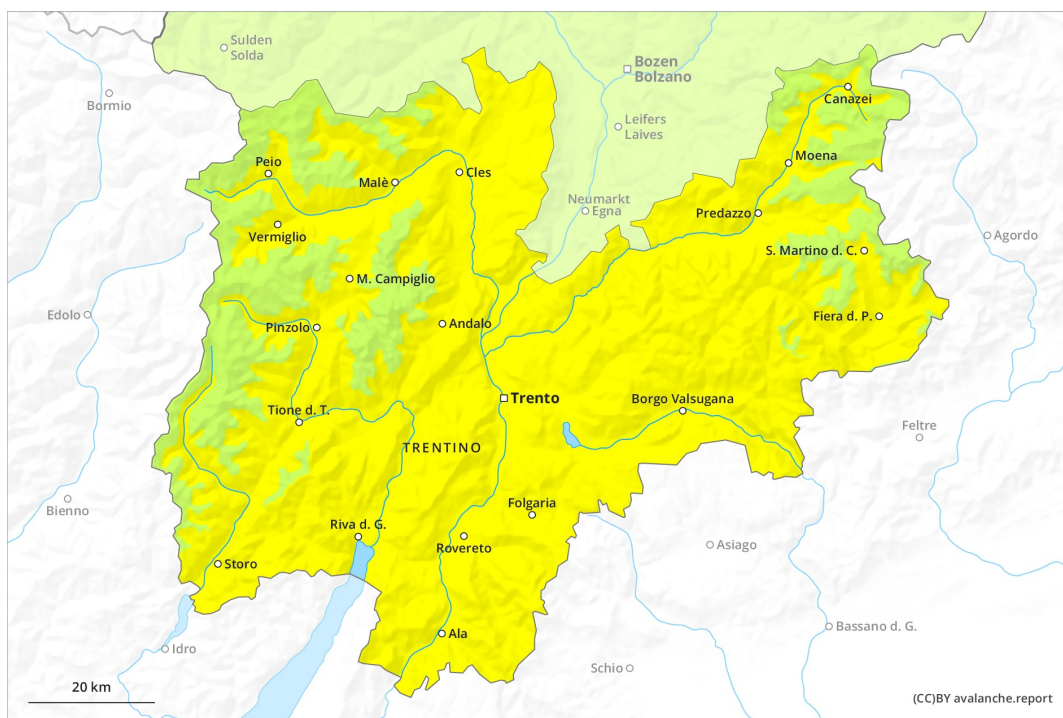 Sulden
Solda
Bozen
Bolzano
Bormio
Canazei
Leifers
Laives
Moena
Peio
Malè
Cles
Neumarkt
Egna
Predazzo
Vermiglio
Agordo
S. Martino d. C.
M. Campiglio
Edolo
Pinzolo
Andalo
Fiera d. P.
Trento
Borgo Valsugana
Tione d. T.
Feltre
TRENTINO
Bienno
Folgaria
Riva d. G.
Rovereto
Asiago
Storo
Ala
Bassano d. G.
Idro
Schio
20 km
(CC)BY avalanche.report